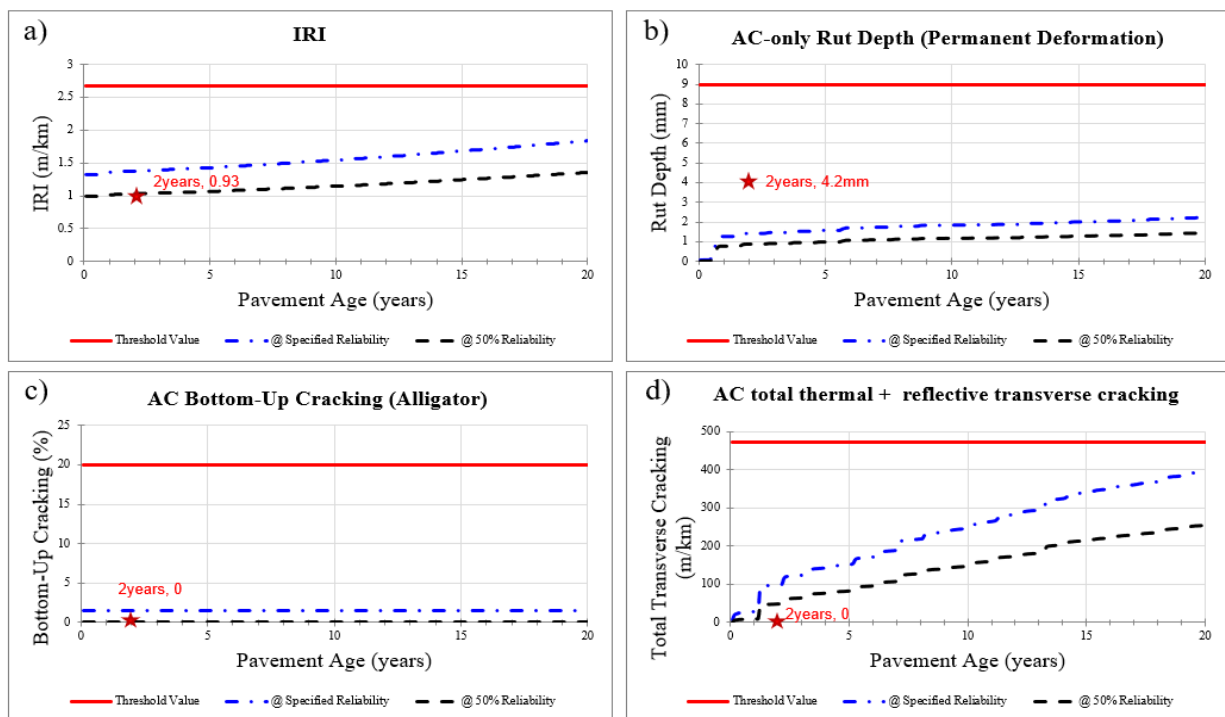 a)
IRI
IRI (m/km)
3
2.5
2
1.5
1
0.5
0
2years, 0.93
0 5 10 15 20
Pavement Age (years)
Threshold Value @ Specified Reliability @ 50% Reliability
b)
AC-only Rut Depth (Permanent Deformation)
Rut Depth (mm)
10
9
8
7
6
5
4
3
2
1
0
2years, 4.2mm
0 5 10 15 20
Pavement Age (years)
Threshold Value @ Specified Reliability @ 50% Reliability
c)
AC Bottom-Up Cracking (Alligator)
Bottom-Up Cracking (%)
25
20
15
10
5
0
2years, 0
0 5 10 15 20
Pavement Age (years)
Threshold Value @ Specified Reliability @ 50% Reliability
d)
AC total thermal + reflective transverse cracking
Total Transverse Cracking
(m/km)
500
400
300
200
100
0
2years, 0
0 5 10 15 20
Pavement Age (years)
Threshold Value @ Specified Reliability @ 50% Reliability